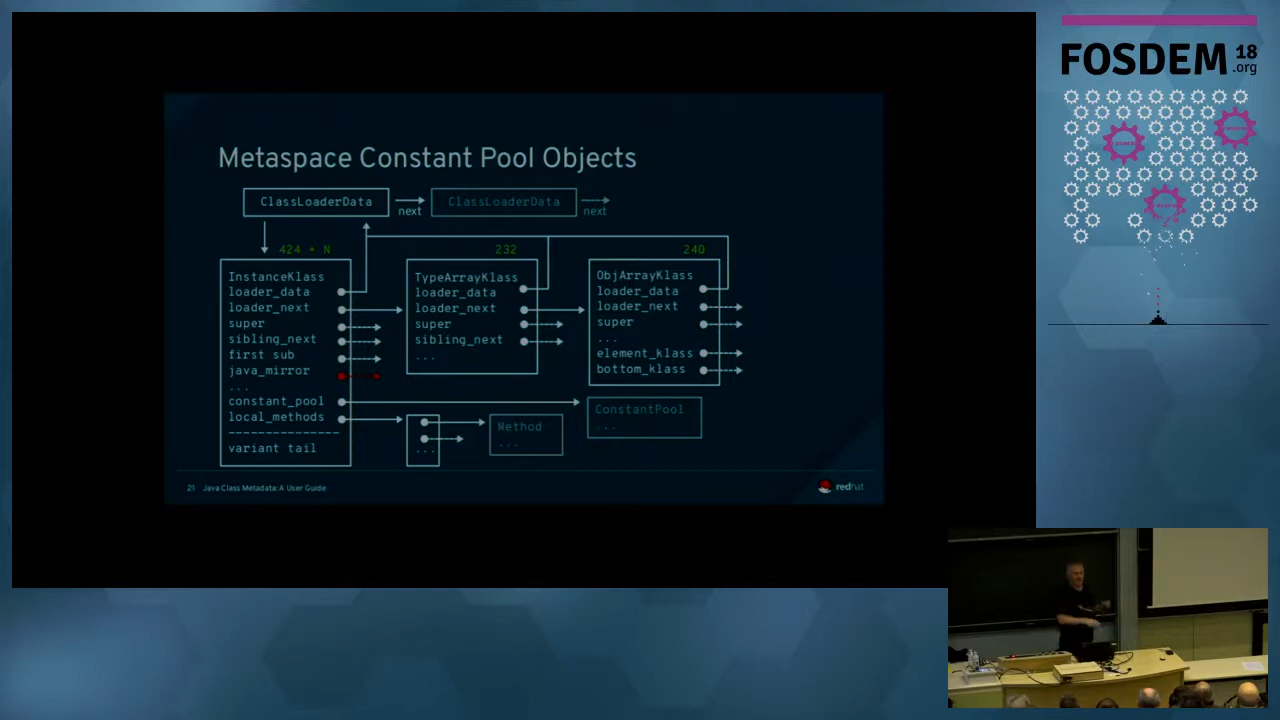 FOSDEM 18
.org
Metaspace Constant Pool Objects
ClassLoaderData
next
ClassLoaderData
next
424 + N
232
240
InstanceKlass
loader_data
loader_next
super
sibling_next
first sub
java_mirror
...
constant_pool
local_methods
---------------
variant tail
TypeArrayKlass
loader_data
loader_next
super
sibling_next
...
ObjArrayKlass
loader_data
loader_next
super
...
element_klass
bottom_klass
...
Method
...
ConstantPool
...
21 Java Class Metadata: A User Guide
redhat